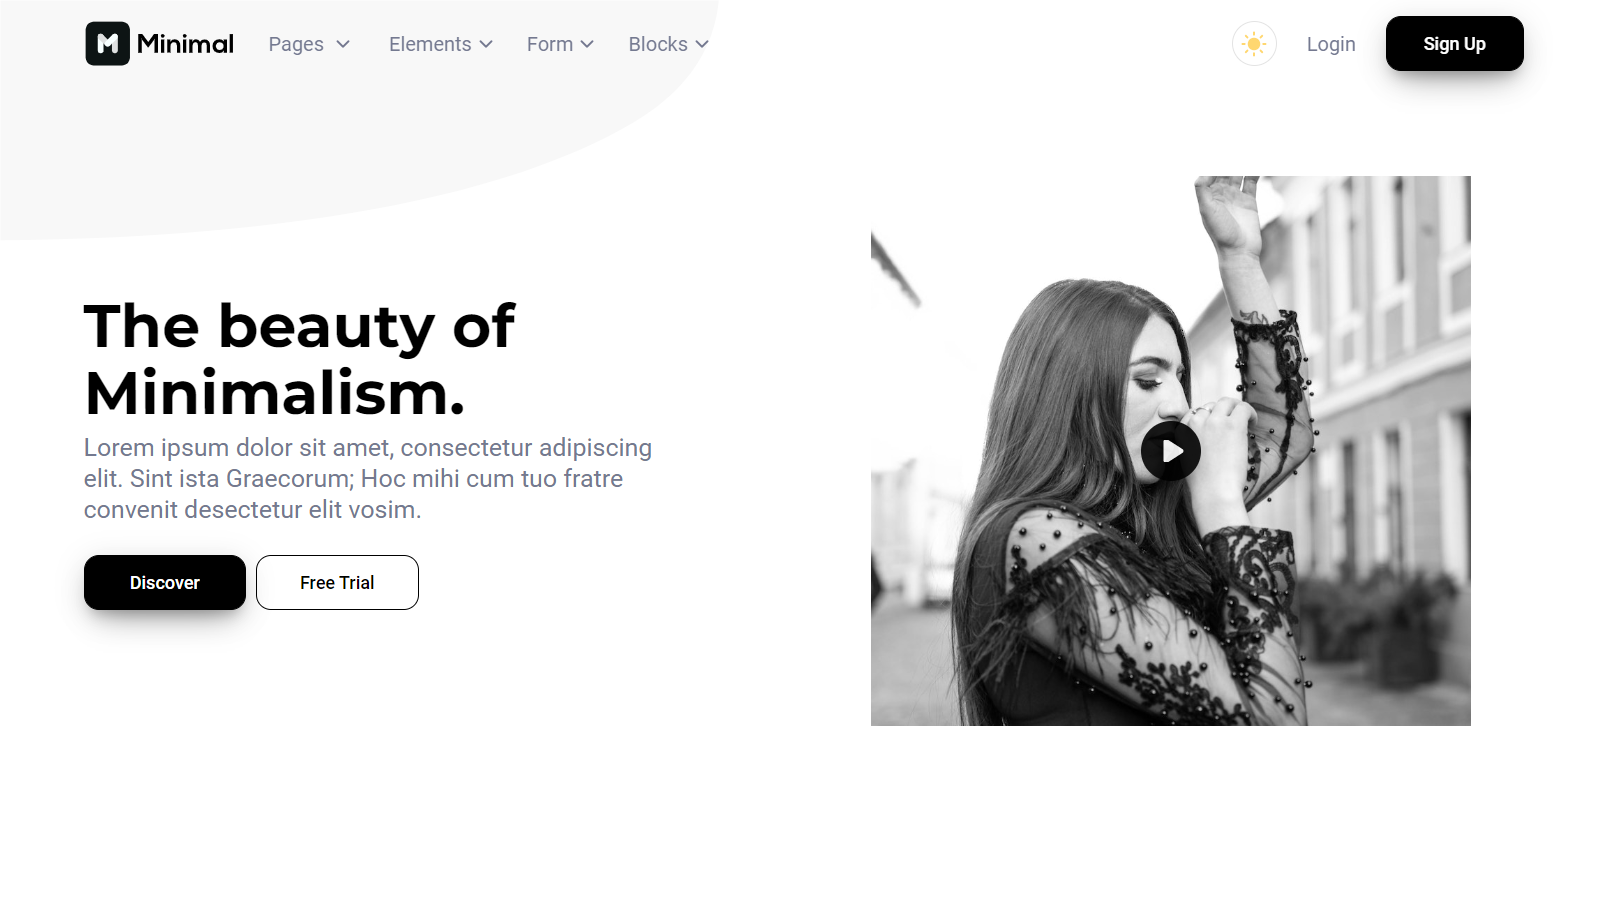 Minimal
Pages
Elements
Form
Blocks
Login
Sign Up
The beauty of
Minimalism.
Lorem ipsum dolor sit amet, consectetur adipiscing
elit. Sint ista Graecorum; Hoc mihi cum tuo fratre
convenit desectetur elit vosim.
Discover
Free Trial